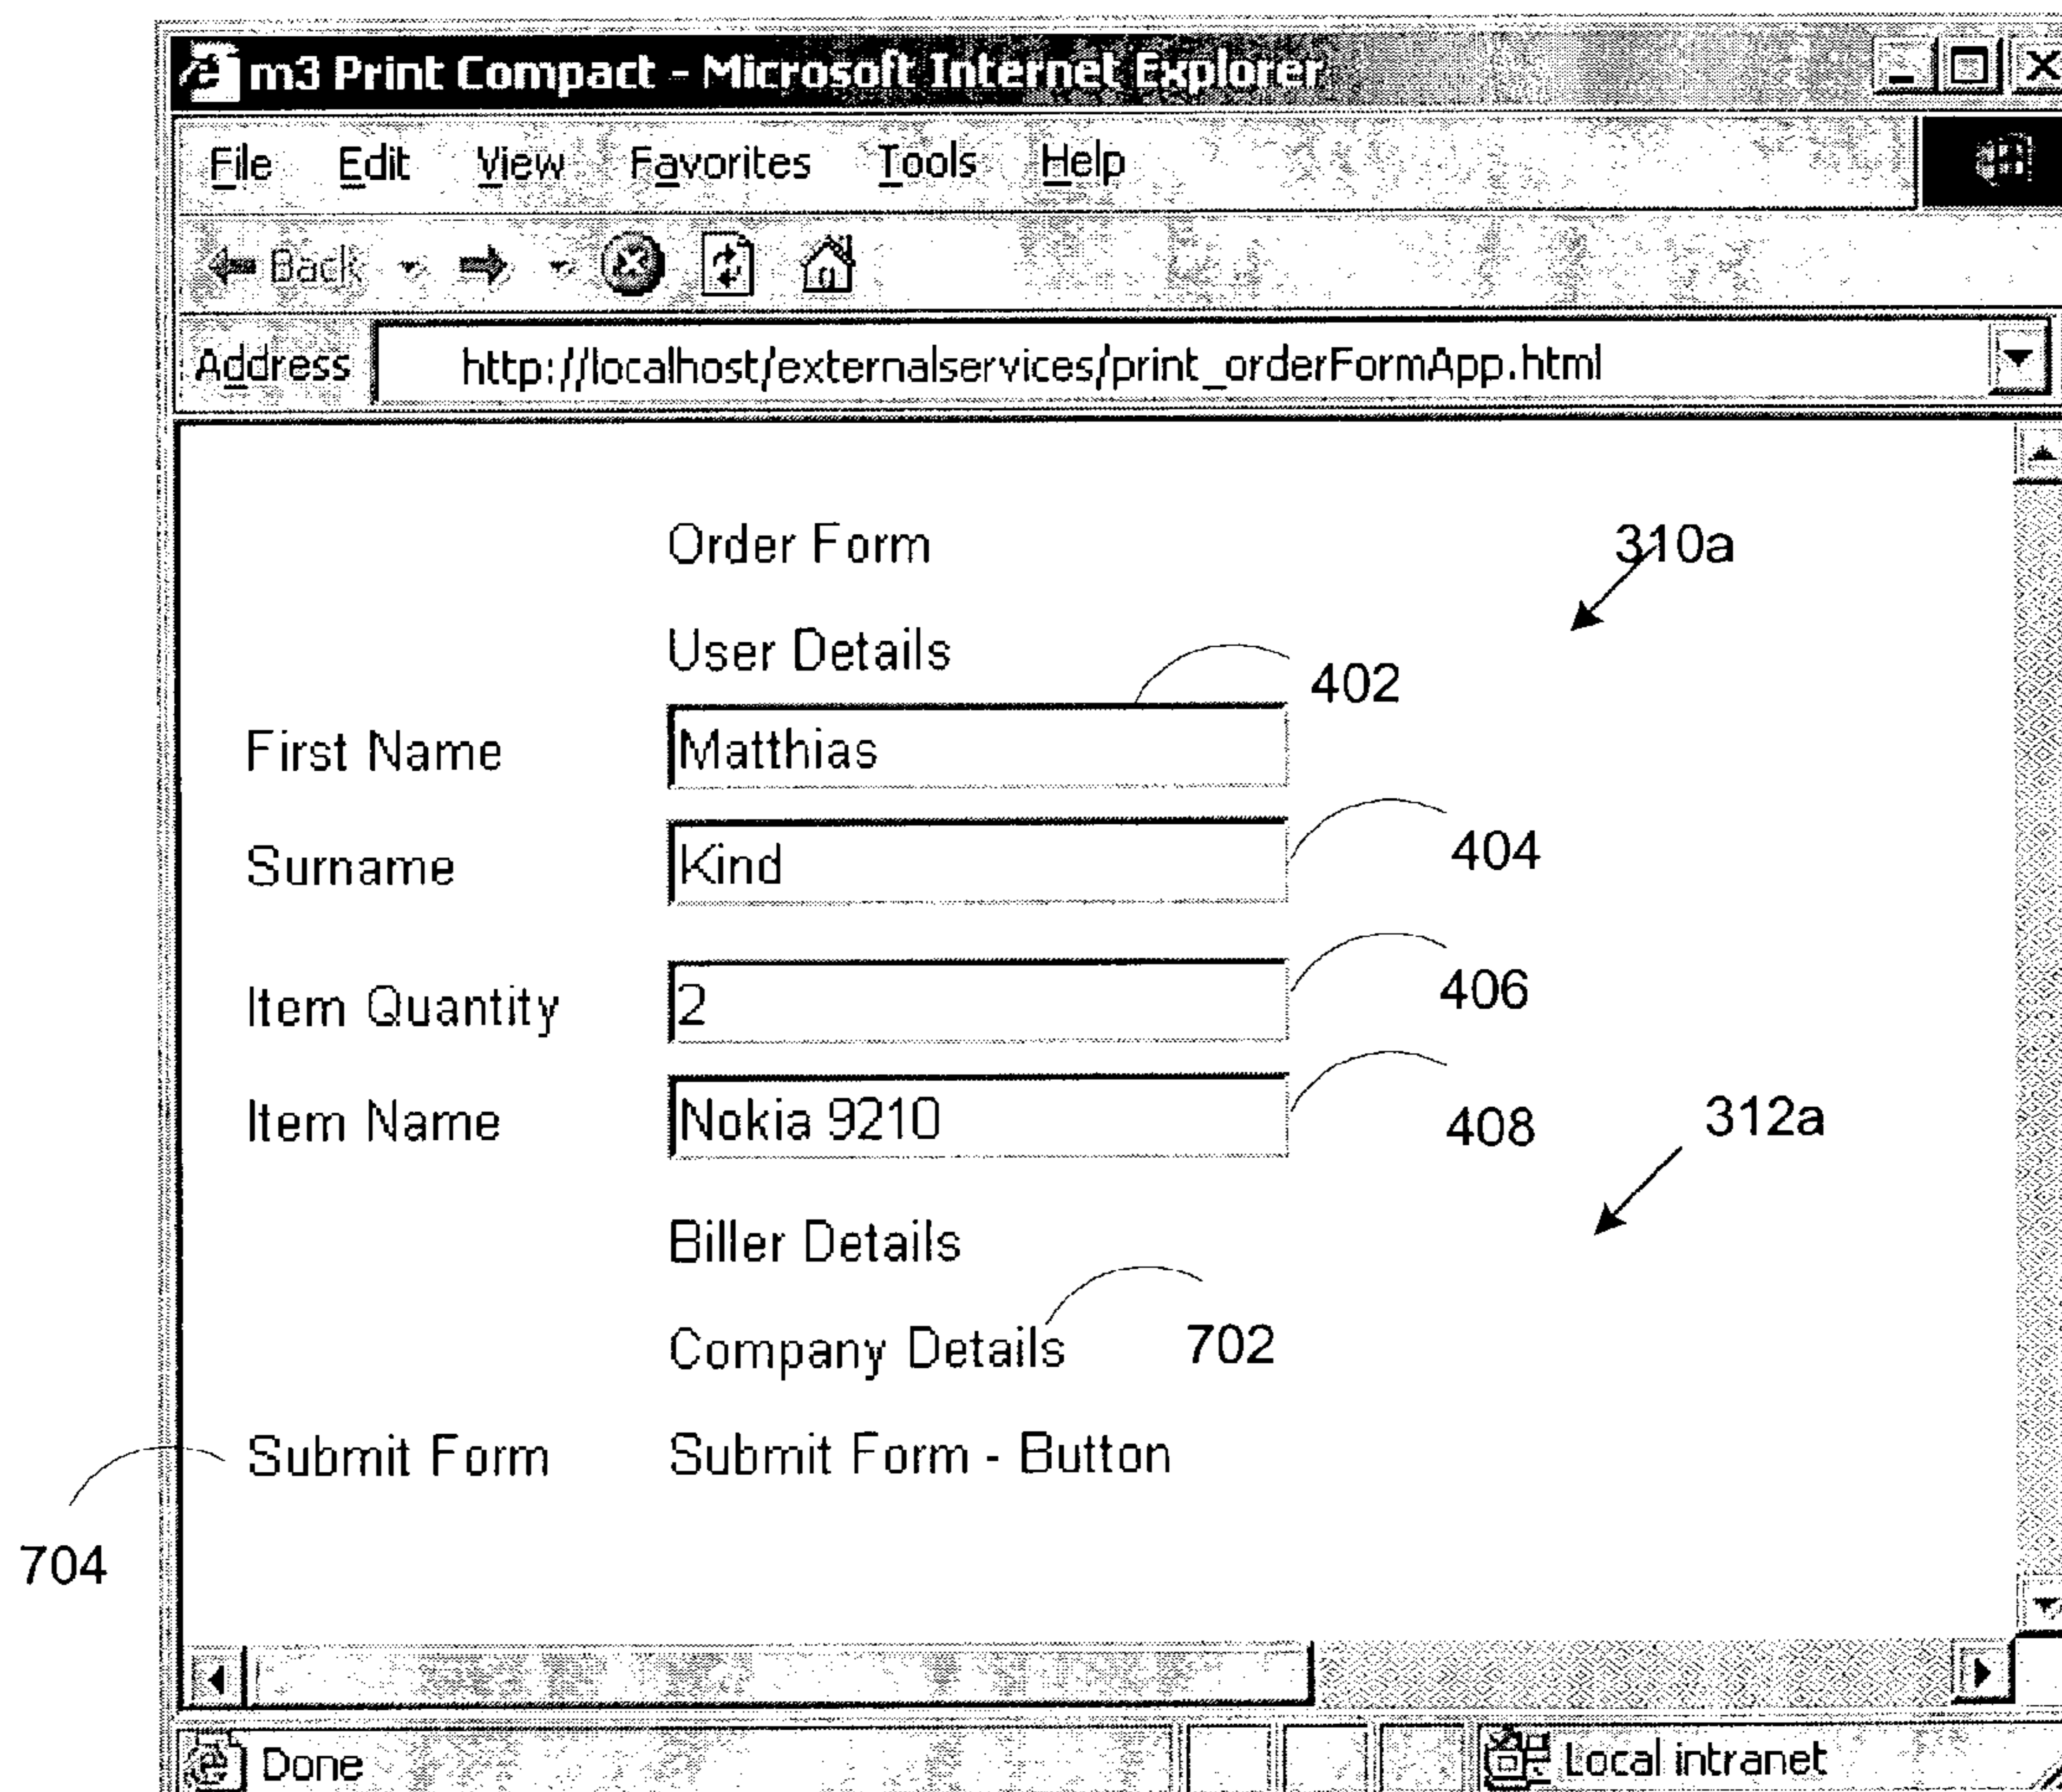 m3 Print Compact - Microsoft Internet Explorer
File Edit View Favorites Tools Help
Back
Address http://localhost/externalservices/print_orderFormApp.html
Order Form 310a
User Details
402
First Name Matthias
Surname Kind 404
Item Quantity 2 406
Item Name Nokia 9210 408 312a
Biller Details
Company Details 702
Submit Form Submit Form - Button
704
Done Local intranet